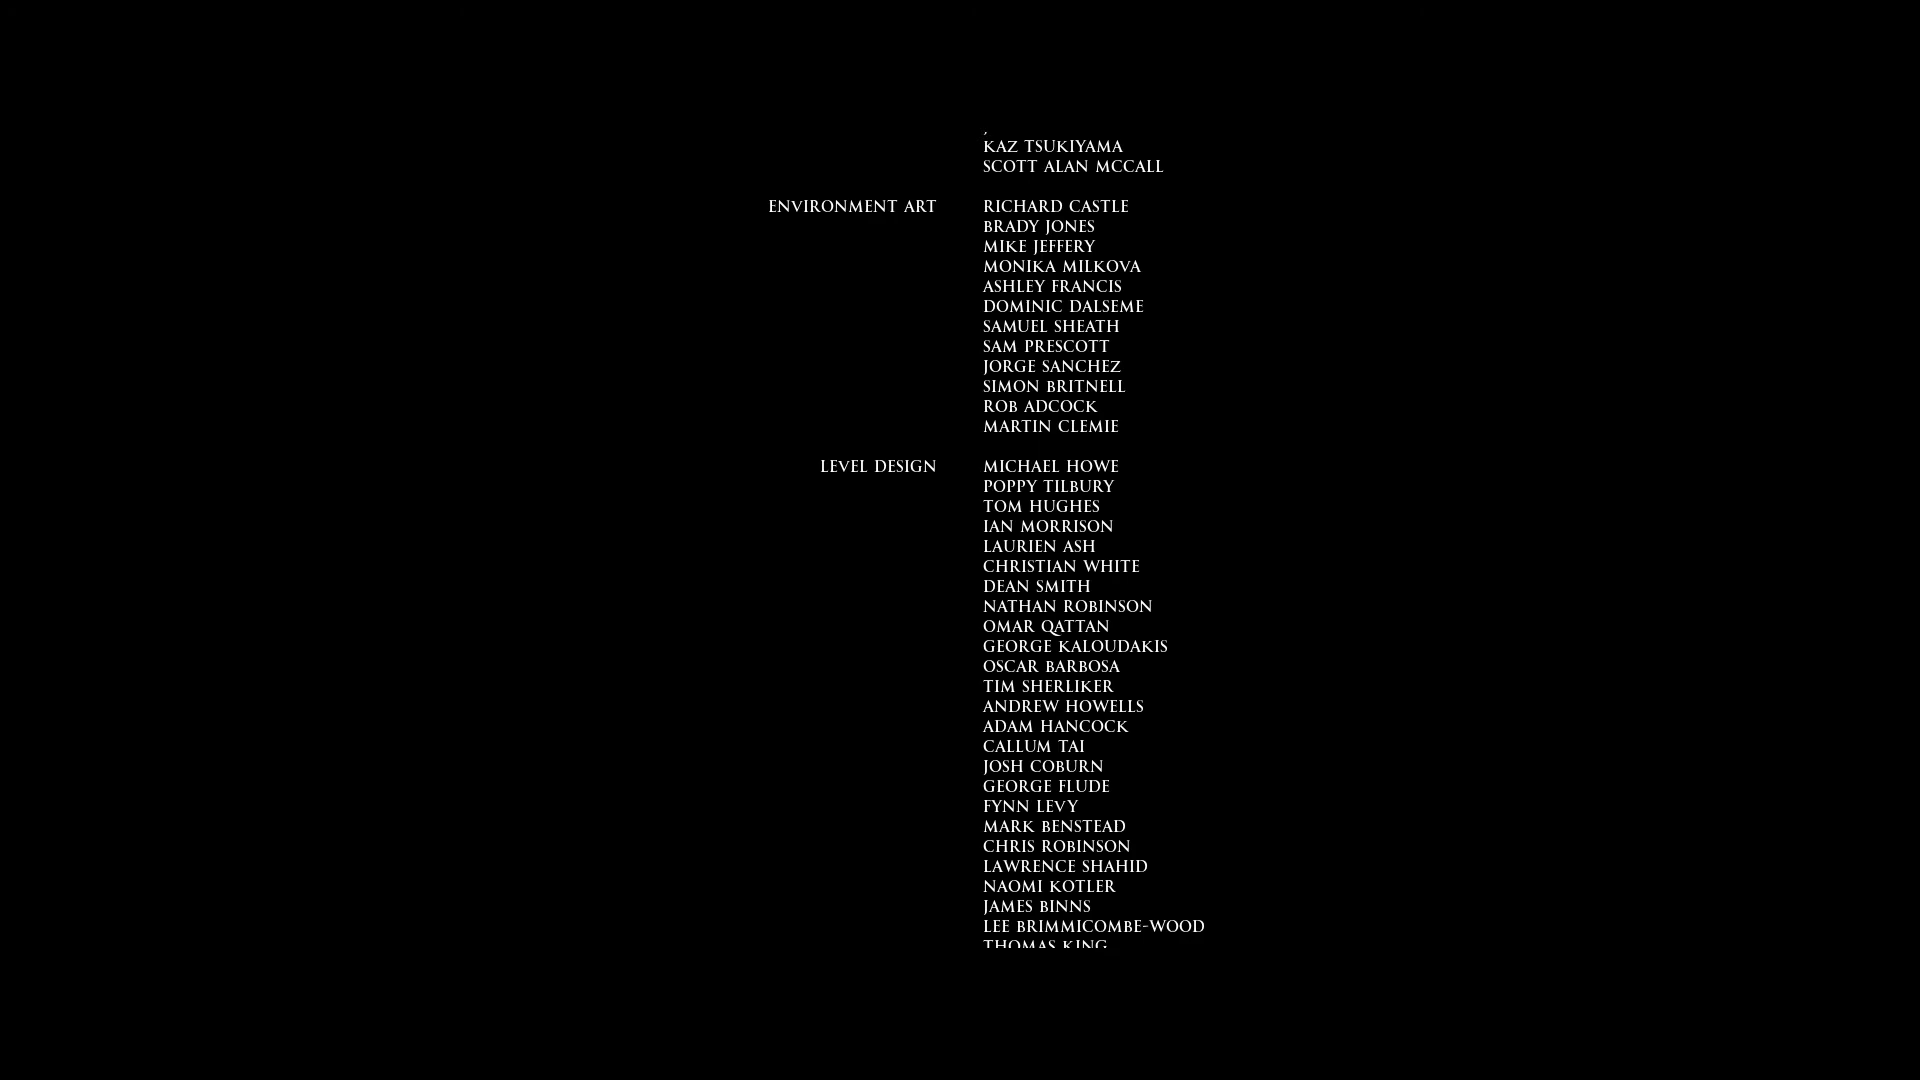 KAZ TSUKIYAMA
SCOTT ALAN MCCALL
ENVIRONMENT ART RICHARD CASTLE
BRADY JONES
MIKE JEFFERY
MONIKA MILKOVA
ASHLEY FRANCIS
DOMINIC DALSEME
SAMUEL SHEATH
SAM PRESCOTT
JORGE SANCHEZ
SIMON BRITNELL
ROB ADCOCK
MARTIN CLEMIE
LEVEL DESIGN MICHAEL HOWE
POPPY TILBURY
TOM HUGHES
IAN MORRISON
LAURIEN ASH
CHRISTIAN WHITE
DEAN SMITH
NATHAN ROBINSON
OMAR QATTAN
GEORGE KALOUDAKIS
OSCAR BARBOSA
TIM SHERLIKER
ANDREW HOWELLS
ADAM HANCOCK
CALLUM TAI
JOSH COBURN
GEORGE FLUDE
FYNN LEVY
MARK BENSTEAD
CHRIS ROBINSON
LAWRENCE SHAHID
NAOMI KOTLER
JAMES BINNS
LEE BRIMMICOMBE-WOOD
THOMAS KING